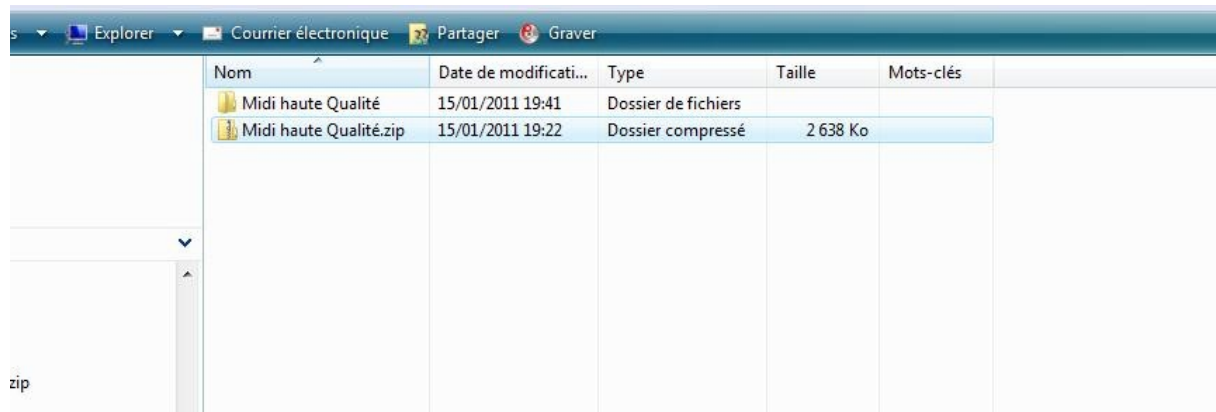 s Explorer Courrier électronique Partager Graver
Nom Date de modificati... Type Taille Mots-clés
Midi haute Qualité 15/01/2011 19:41 Dossier de fichiers
Midi haute Qualité.zip 15/01/2011 19:22 Dossier compressé 2 638 Ko
zip